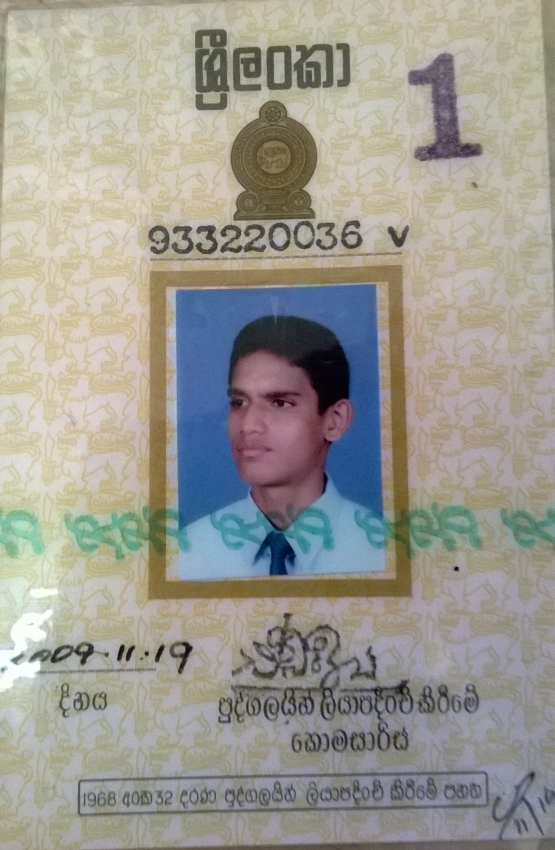 ශ්‍රී ලංකා
1
933220036 V
2009.11.19
දිනය
පුද්ගලයින් ලියාපදිංචි කිරීමේ
කොමසාරිස්
1968 අංක 32 දරණ පුද්ගලයින් ලියාපදිංචි කිරීමේ පනත